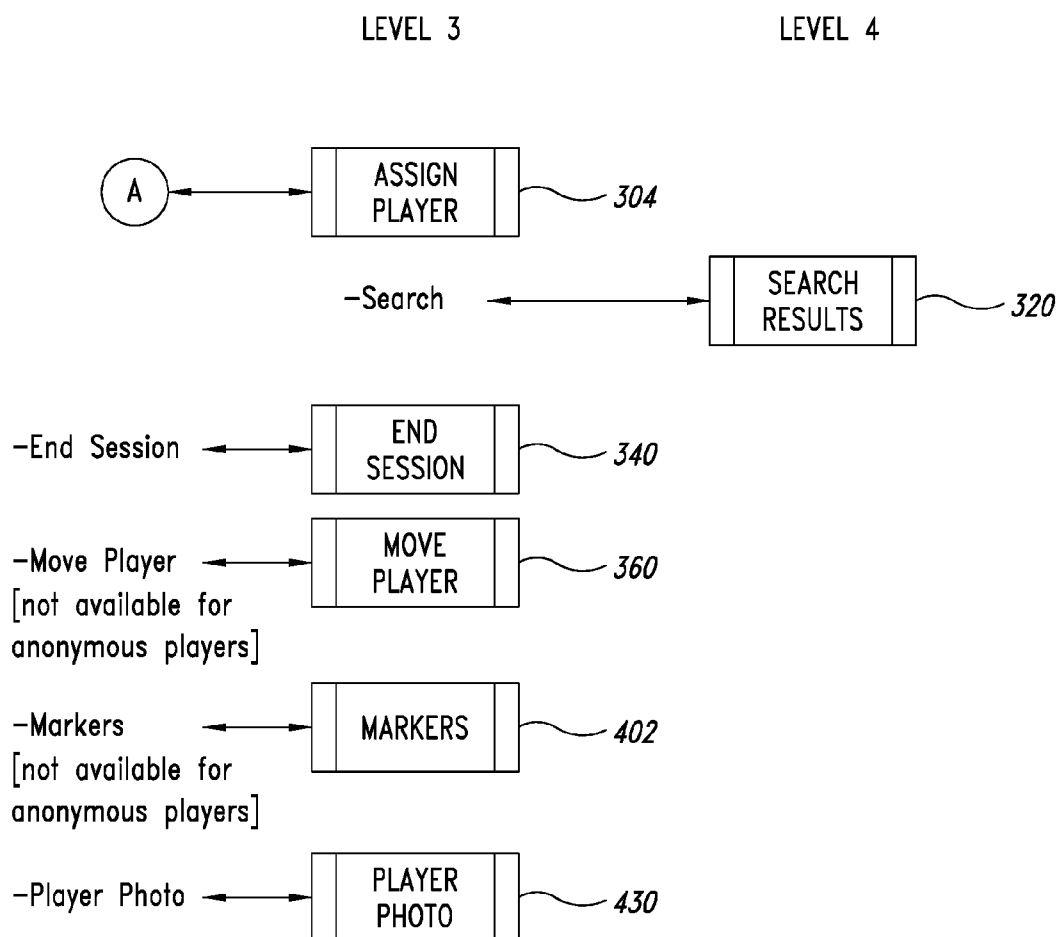 LEVEL 3 LEVEL 4
A ASSIGN
PLAYER 304
-Search SEARCH
RESULTS 320
-End Session END
SESSION 340
-Move Player MOVE
PLAYER 360
[not available for
anonymous players]
-Markers MARKERS 402
[not available for
anonymous players]
-Player Photo PLAYER
PHOTO 430